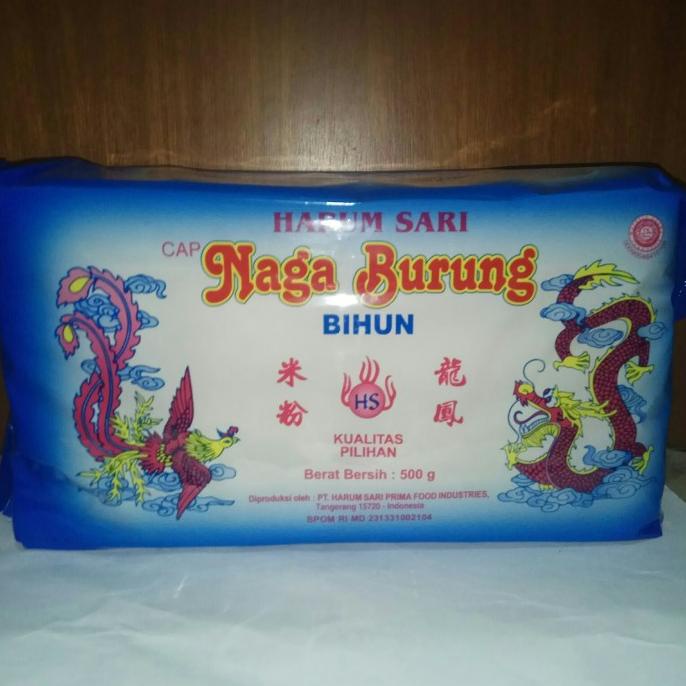 HARUM SARI
CAP Naga Burung
BIHUN
米粉
龍鳳
HS
KUALITAS
PILIHAN
Berat Bersih : 500 g
Diproduksi oleh : PT. HARUM SARI PRIMA FOOD INDUSTRIES,
Tangerang 15720 - Indonesia
BPOM RI MD 231331002104